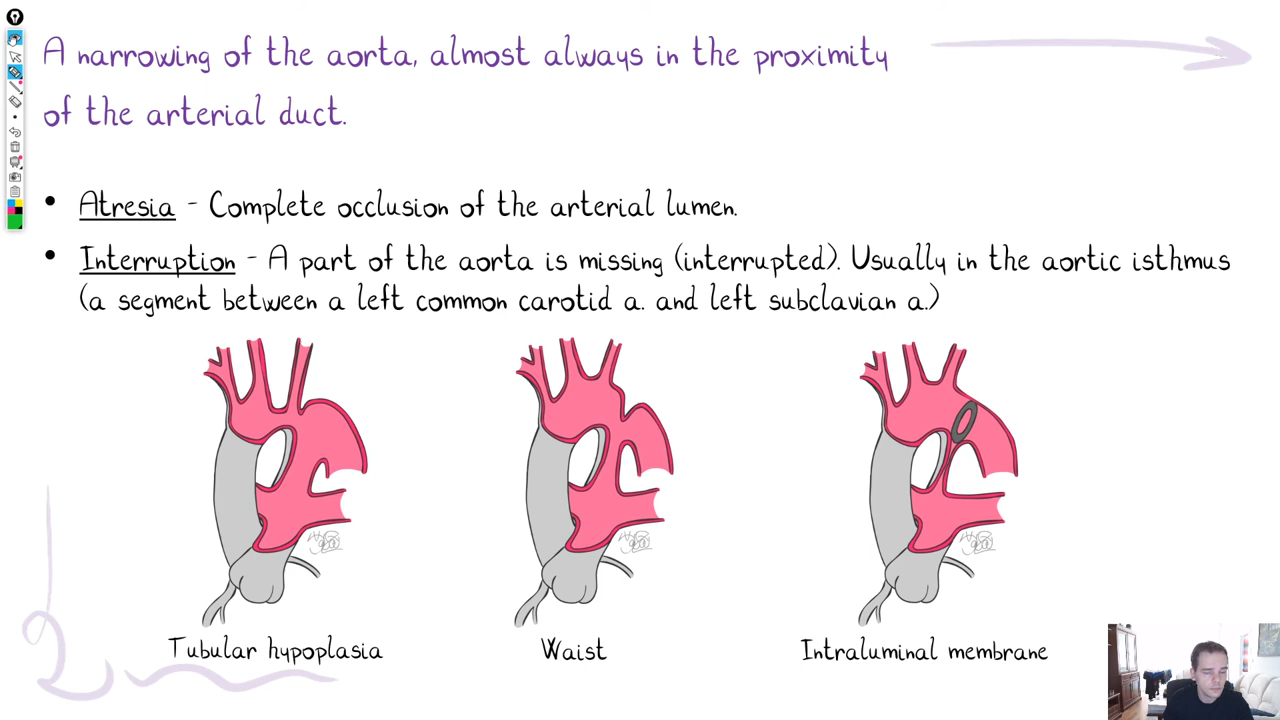 A narrowing of the aorta, almost always in the proximity
of the arterial duct.
• Atresia - Complete occlusion of the arterial lumen.
• Interruption - A part of the aorta is missing (interrupted). Usually in the aortic isthmus
(a segment between a left common carotid a. and left subclavian a.)
Tubular hypoplasia
Waist
Intraluminal membrane